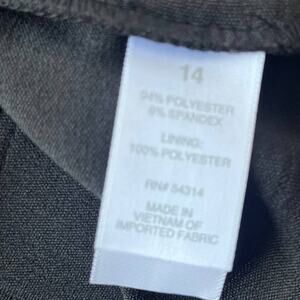 14
94% POLYESTER
6% SPANDEX
LINING:
100% POLYESTER
RN# 54314
MADE IN
VIETNAM OF
IMPORTED FABRIC